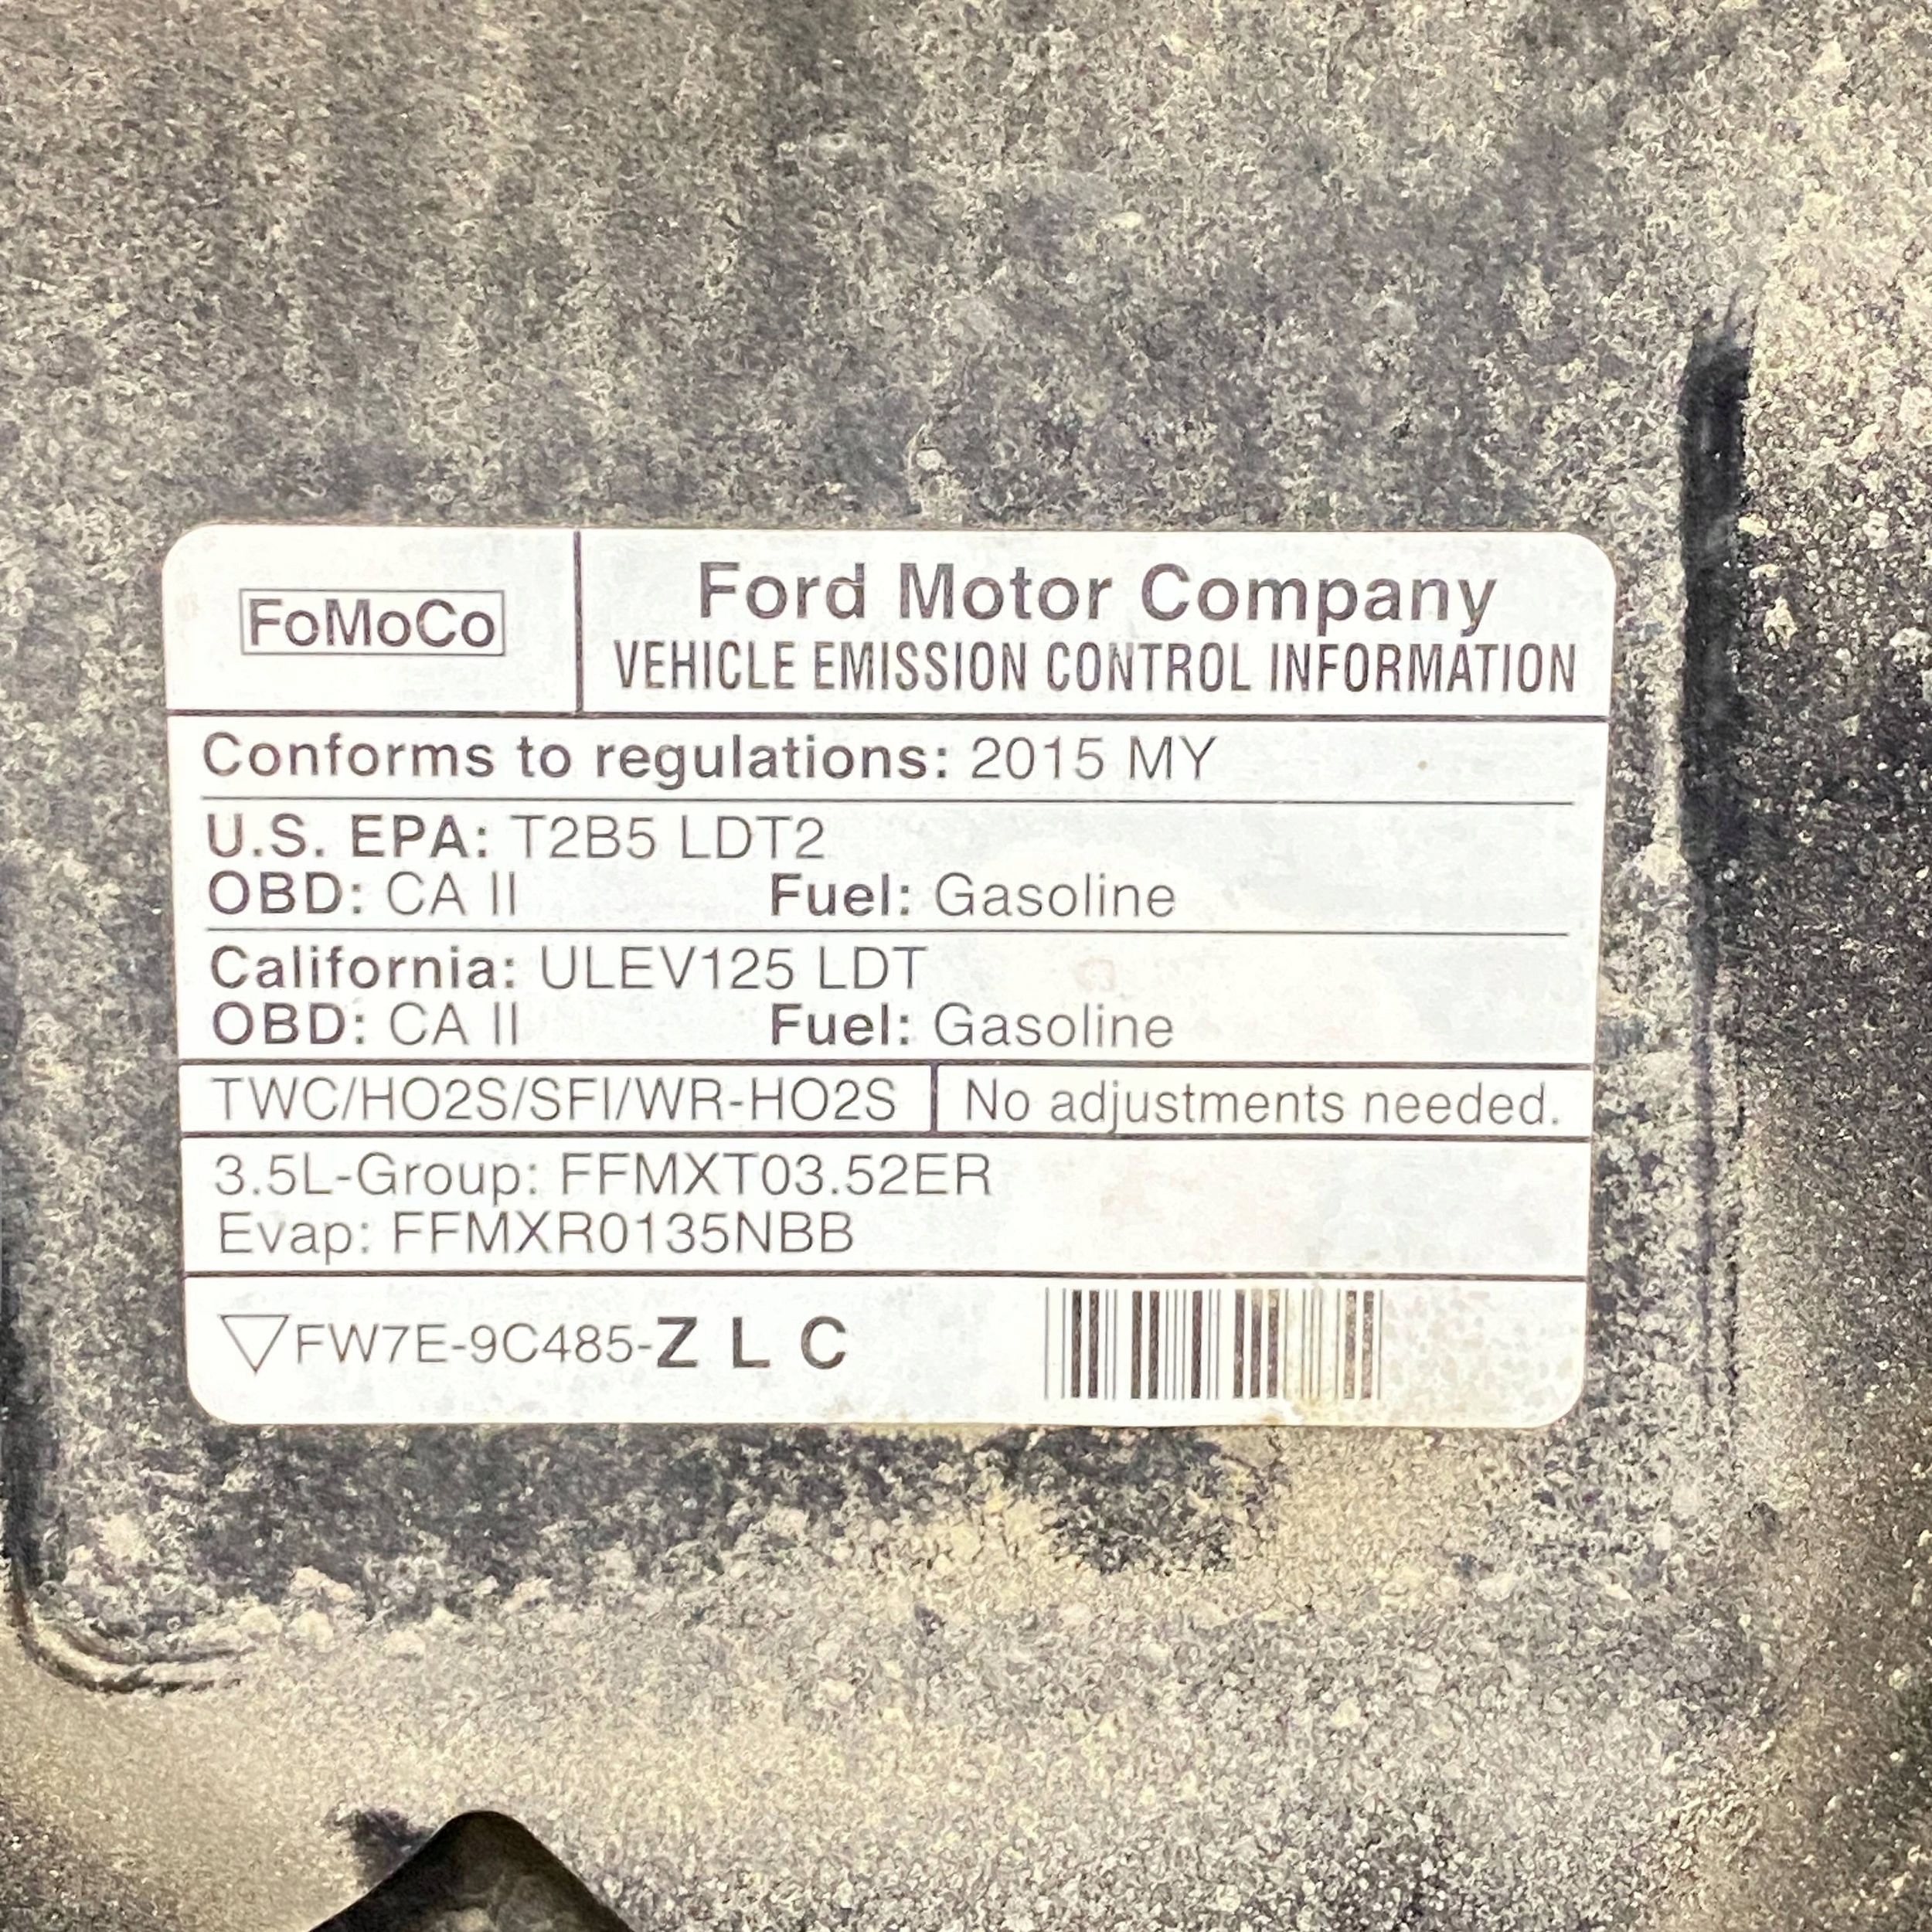 FoMoCo
Ford Motor Company
VEHICLE EMISSION CONTROL INFORMATION
Conforms to regulations: 2015 MY
U.S. EPA: T2B5 LDT2
OBD: CA II Fuel: Gasoline
California: ULEV125 LDT
OBD: CA II Fuel: Gasoline
TWC/HO2S/SFI/WR-HO2S No adjustments needed.
3.5L-Group: FFMXT03.52ER
Evap: FFMXR0135NBB
FW7E-9C485-Z L C